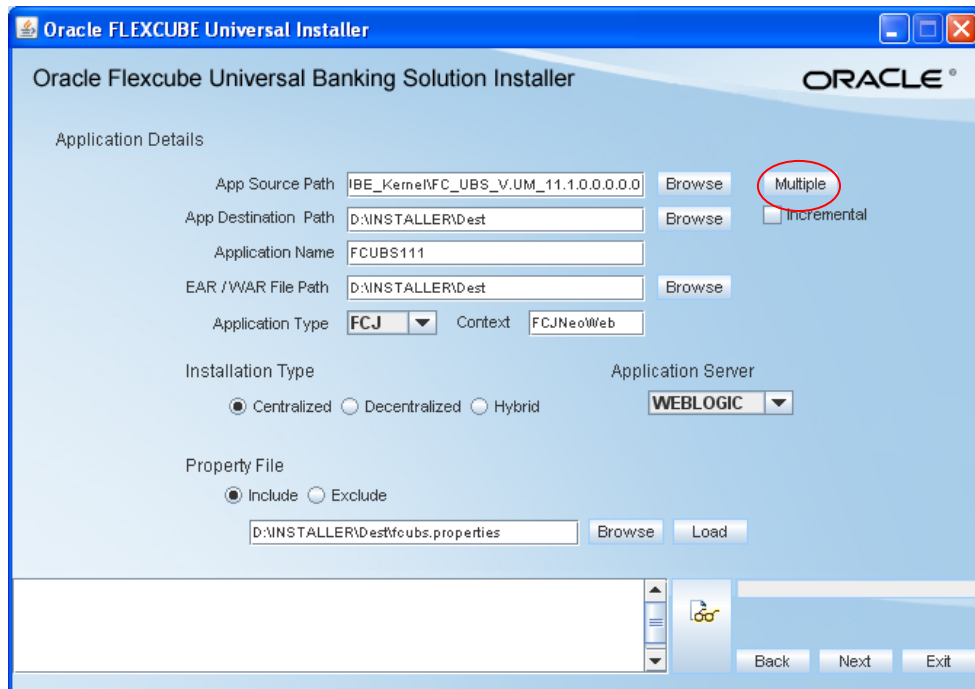 Oracle FLEXCUBE Universal Installer
Oracle Flexcube Universal Banking Solution Installer
ORACLE®
Application Details
App Source Path IBE_Kernel\FC_UBS_V.UM_11.1.0.0.0.0.0 Browse Multiple
App Destination Path D:\INSTALLER\Dest Browse Incremental
Application Name FCUBS111
EAR / WAR File Path D:\INSTALLER\Dest Browse
Application Type FCJ Context FCJNeoWeb
Installation Type Application Server
Centralized Decentralized Hybrid WEBLOGIC
Property File
Include Exclude
D:\INSTALLER\Dest\fcubs.properties Browse Load
Back Next Exit